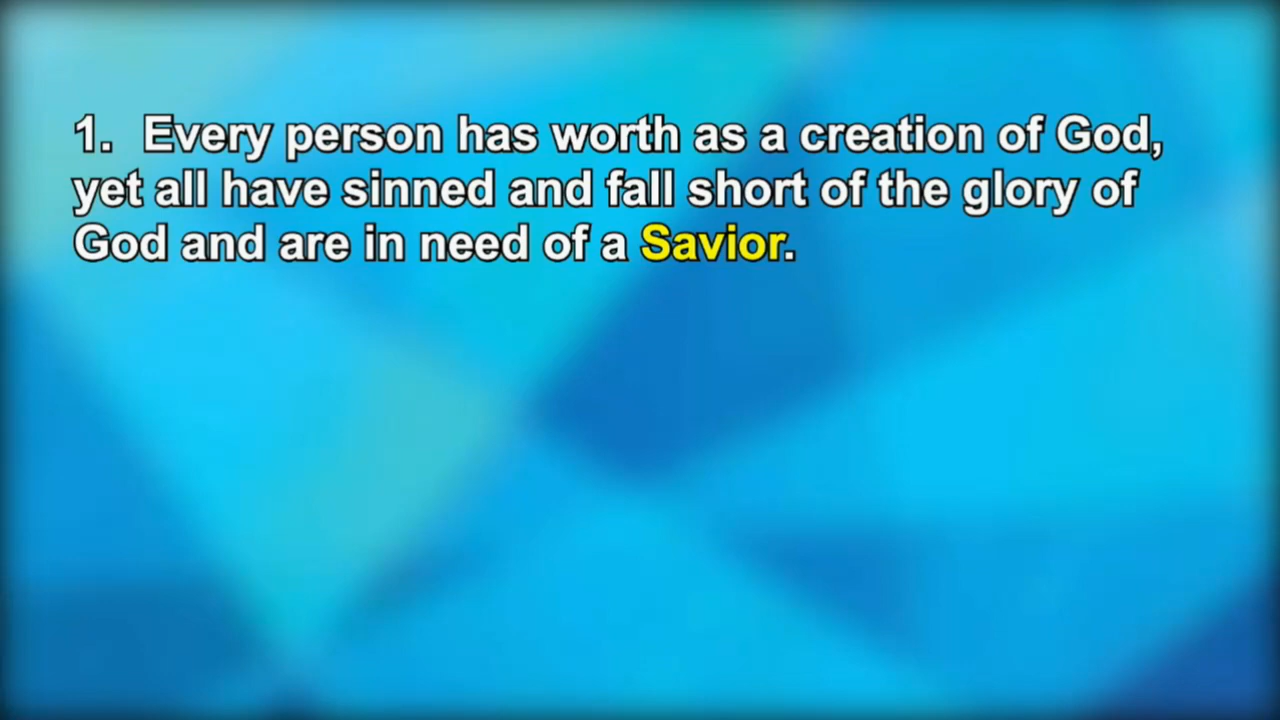 1. Every person has worth as a creation of God,
yet all have sinned and fall short of the glory of
God and are in need of a Savior.